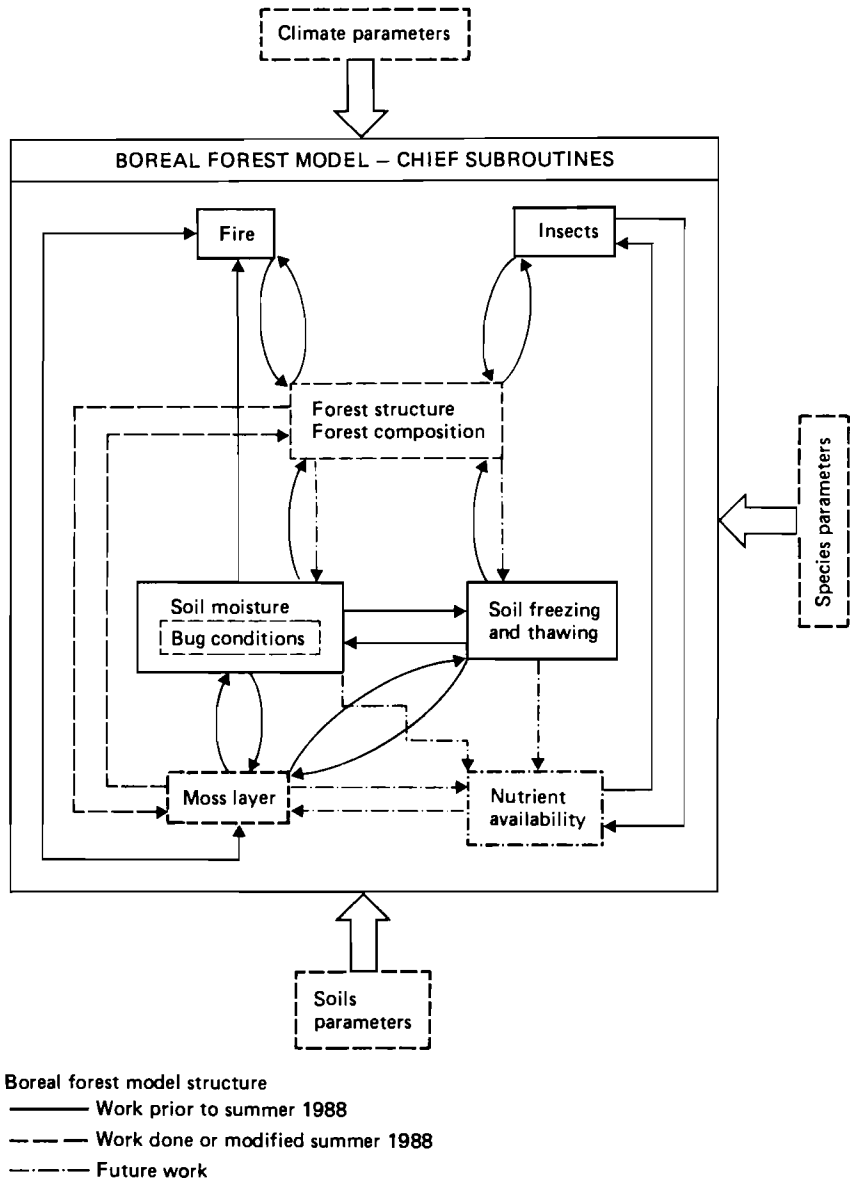 Climate parameters
BOREAL FOREST MODEL – CHIEF SUBROUTINES
Fire
Insects
Forest structure
Forest composition
Species parameters
Soil moisture
Bug conditions
Soil freezing
and thawing
Moss layer
Nutrient
availability
Soils
parameters
Boreal forest model structure
Work prior to summer 1988
Work done or modified summer 1988
Future work